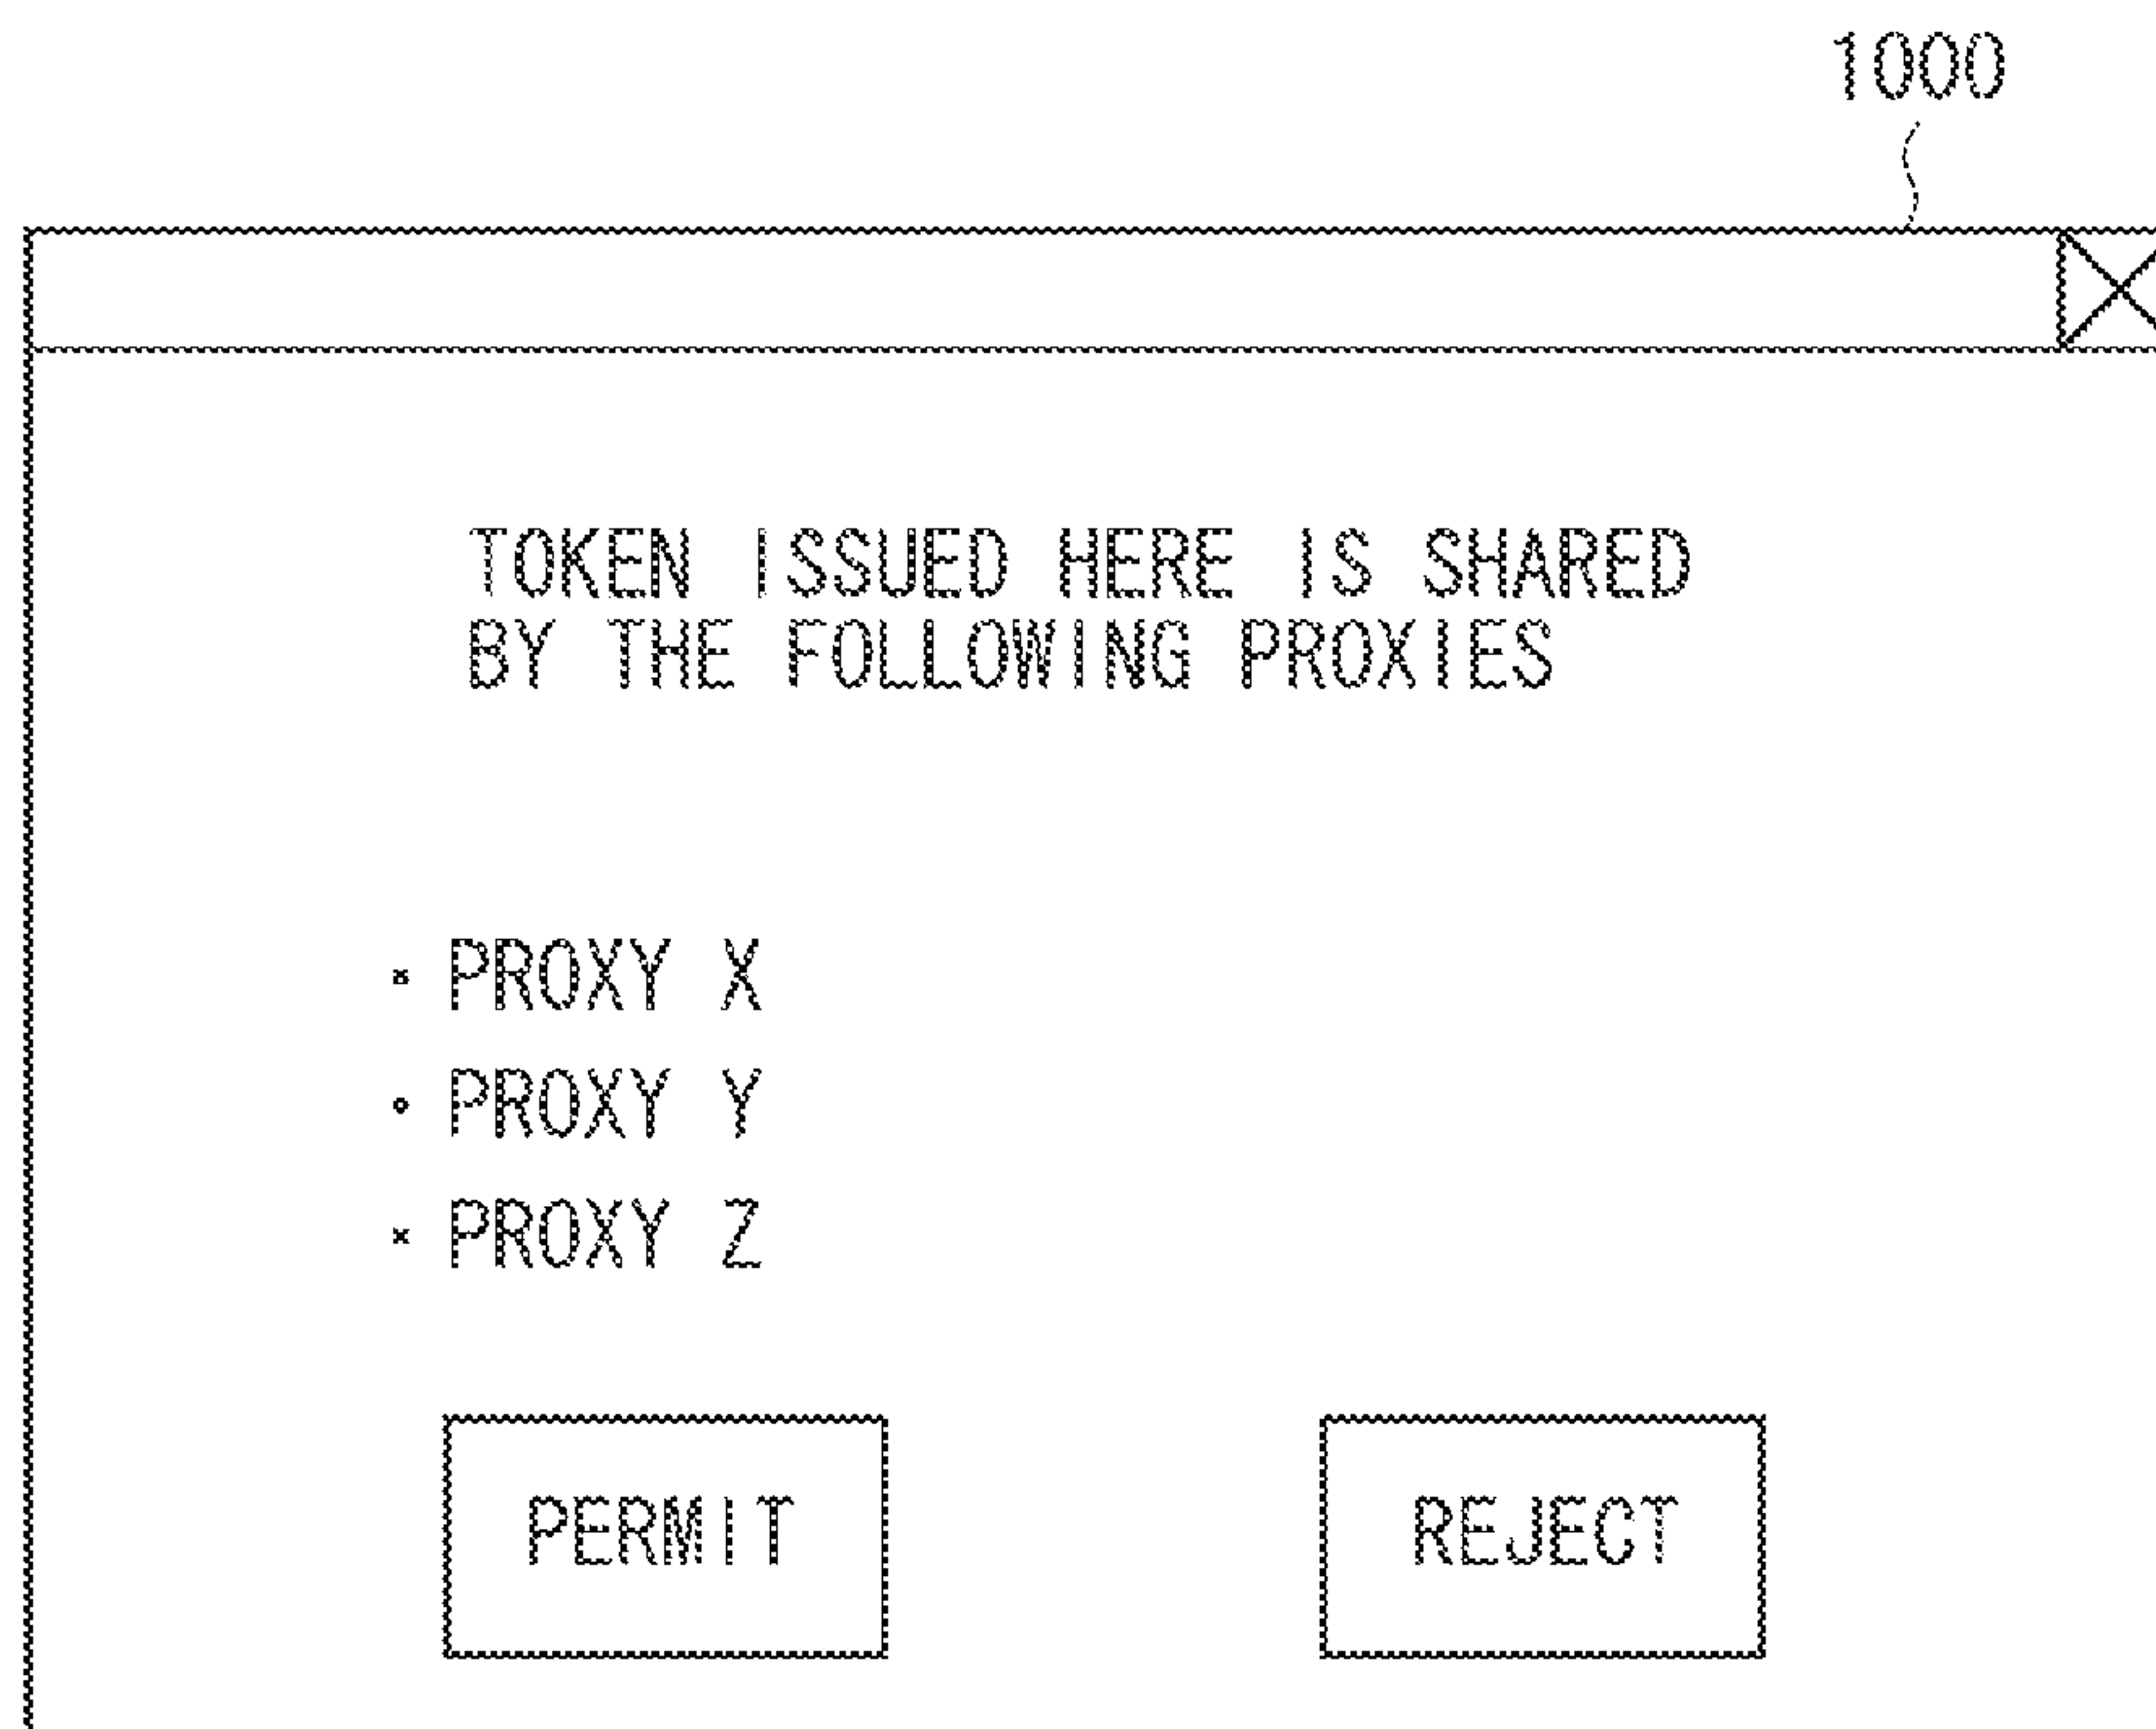 1000
TOKEN ISSUED HERE IS SHARED
BY THE FOLLOWING PROXIES
・PROXY X
・PROXY Y
・PROXY Z
PERMIT
REJECT